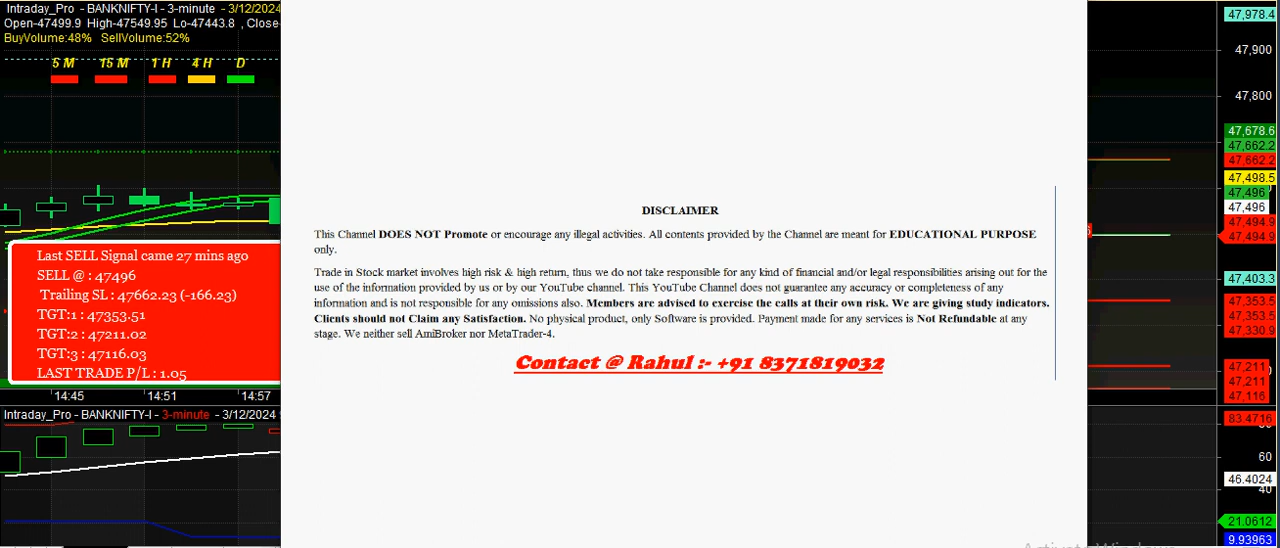 Intraday_Pro - BANKNIFTY-I - 3-minute - 3/12/2024
Open-47499.9 High-47549.95 Lo-47443.8 , Close-
BuyVolume:48% SellVolume:52%
5 M 15 M 1 H 4 H D
Last SELL Signal came 27 mins ago
SELL @ : 47496
Trailing SL : 47662.23 (-166.23)
TGT:1 : 47353.51
TGT:2 : 47211.02
TGT:3 : 47116.03
LAST TRADE P/L : 1.05
14:45 14:51 14:57
Intraday_Pro - BANKNIFTY-I - 3-minute - 3/12/2024
DISCLAIMER
This Channel DOES NOT Promote or encourage any illegal activities. All contents provided by the Channel are meant for EDUCATIONAL PURPOSE
only.
Trade in Stock market involves high risk & high return, thus we do not take responsible for any kind of financial and/or legal responsibilities arising out for the
use of the information provided by us or by our YouTube channel. This YouTube Channel does not guarantee any accuracy or completeness of any
information and is not responsible for any omissions also. Members are advised to exercise the calls at their own risk. We are giving study indicators.
Clients should not Claim any Satisfaction. No physical product, only Software is provided. Payment made for any services is Not Refundable at any
stage. We neither sell AmiBroker nor MetaTrader-4.
Contact @ Rahul :- +91 8371819032
47,978.4
47,900
47,800
47,678.6
47,662.2
47,662.2
47,498.5
47,496
47,496
47,494.9
47,494.9
47,403.3
47,353.5
47,353.5
47,330.9
47,211
47,211
47,116
83.4716
60
46.4024
40
21.0612
9.93963